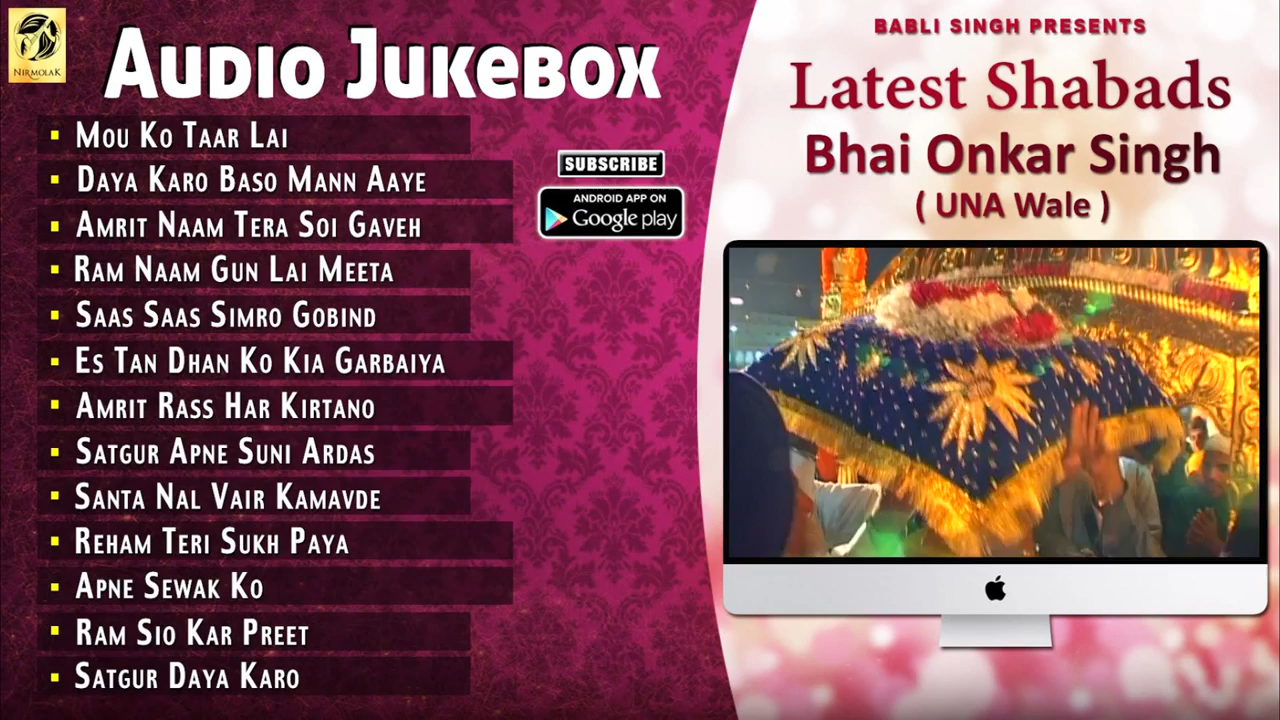 NIRMOLAK
AUDIO JUKEBOX
MOU KO TAAR LAI
DAYA KARO BASO MANN AAYE
AMRIT NAAM TERA SOI GAVEH
RAM NAAM GUN LAI MEETA
SAAS SAAS SIMRO GOBIND
ES TAN DHAN KO KIA GARBAIYA
AMRIT RASS HAR KIRTANO
SATGUR APNE SUNI ARDAS
SANTA NAL VAIR KAMAVDE
REHAM TERI SUKH PAYA
APNE SEWAK KO
RAM SIO KAR PREET
SATGUR DAYA KARO
SUBSCRIBE
ANDROID APP ON
Google play
BABLI SINGH PRESENTS
Latest Shabads
Bhai Onkar Singh
( UNA Wale )